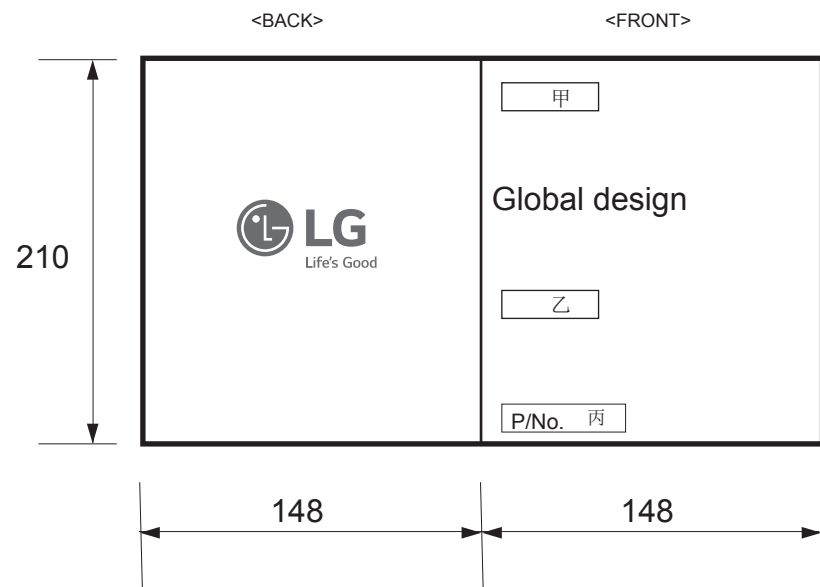 <BACK>
<FRONT>
甲
Global design
LG
Life's Good
210
乙
P/No. 丙
148
148